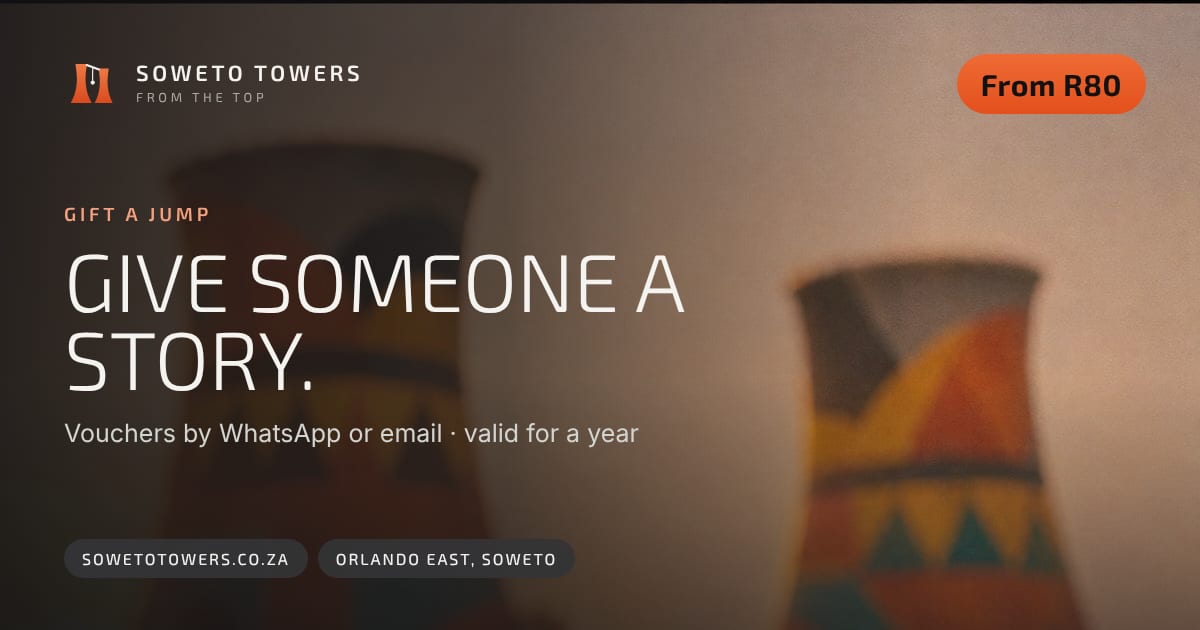 SOWETO TOWERS
FROM THE TOP
From R80
GIFT A JUMP
GIVE SOMEONE A
STORY.
Vouchers by WhatsApp or email · valid for a year
SOWETOTOWERS.CO.ZA
ORLANDO EAST, SOWETO